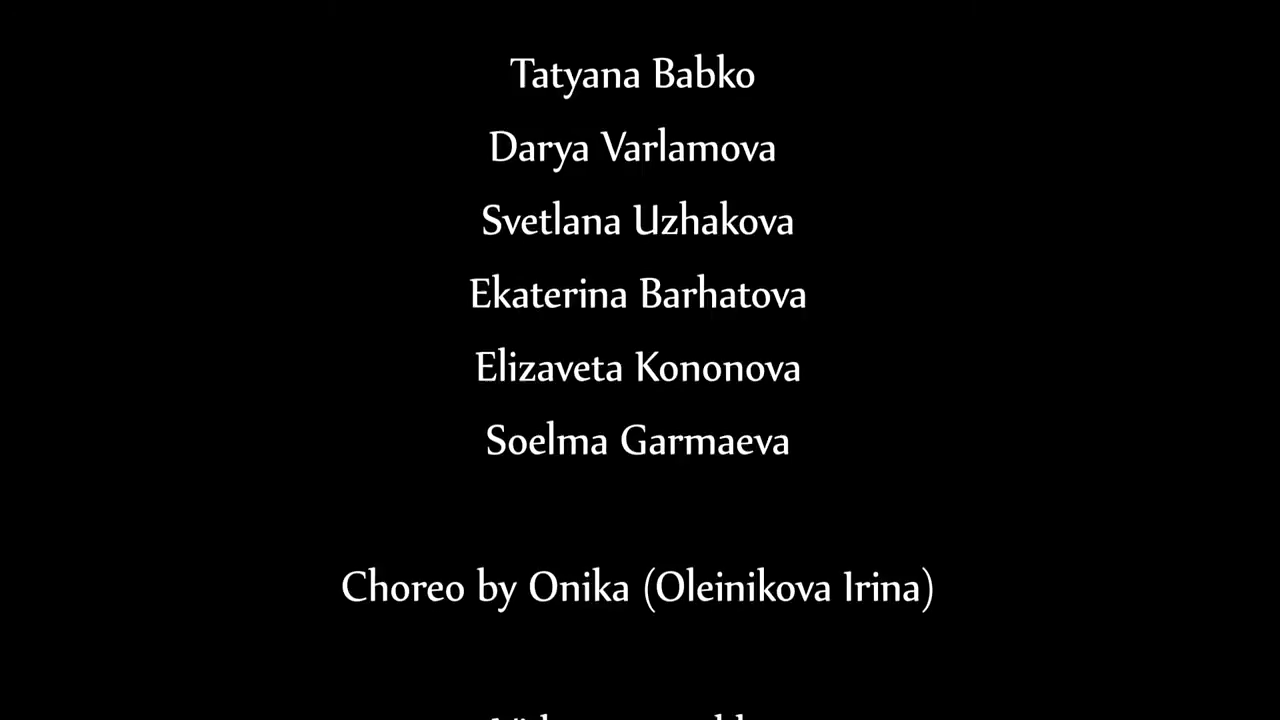 Tatyana Babko
Darya Varlamova
Svetlana Uzhakova
Ekaterina Barhatova
Elizaveta Kononova
Soelma Garmaeva
Choreo by Onika (Oleinikova Irina)